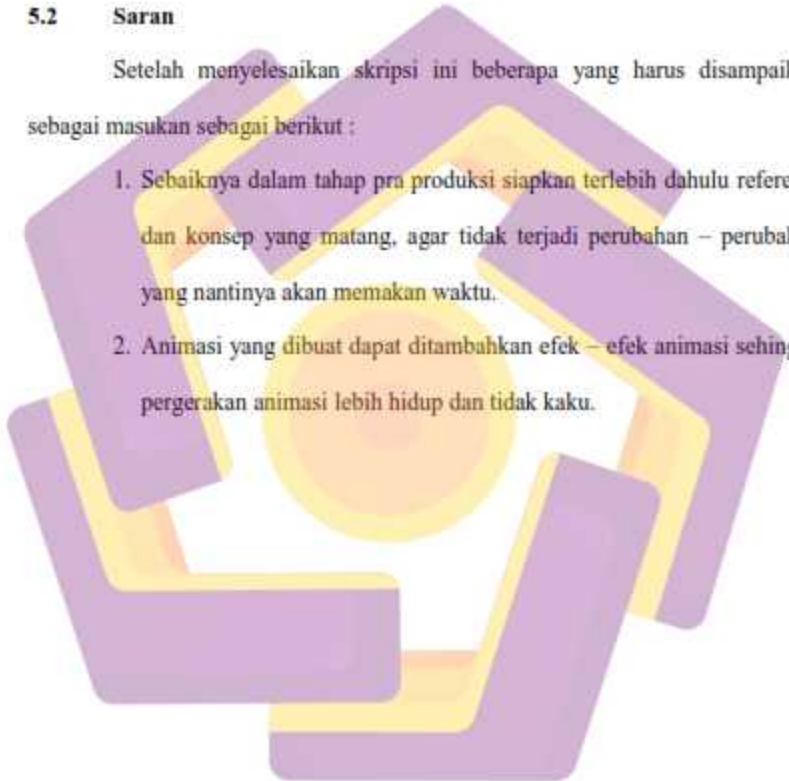 5.2 Saran
Setelah menyelesaikan skripsi ini beberapa yang harus disampaik
sebagai masukan sebagai berikut :
1. Sebaiknya dalam tahap pra produksi siapkan terlebih dahulu refere
dan konsep yang matang, agar tidak terjadi perubahan – perubah
yang nantinya akan memakan waktu.
2. Animasi yang dibuat dapat ditambahkan efek – efek animasi sehing
pergerakan animasi lebih hidup dan tidak kaku.